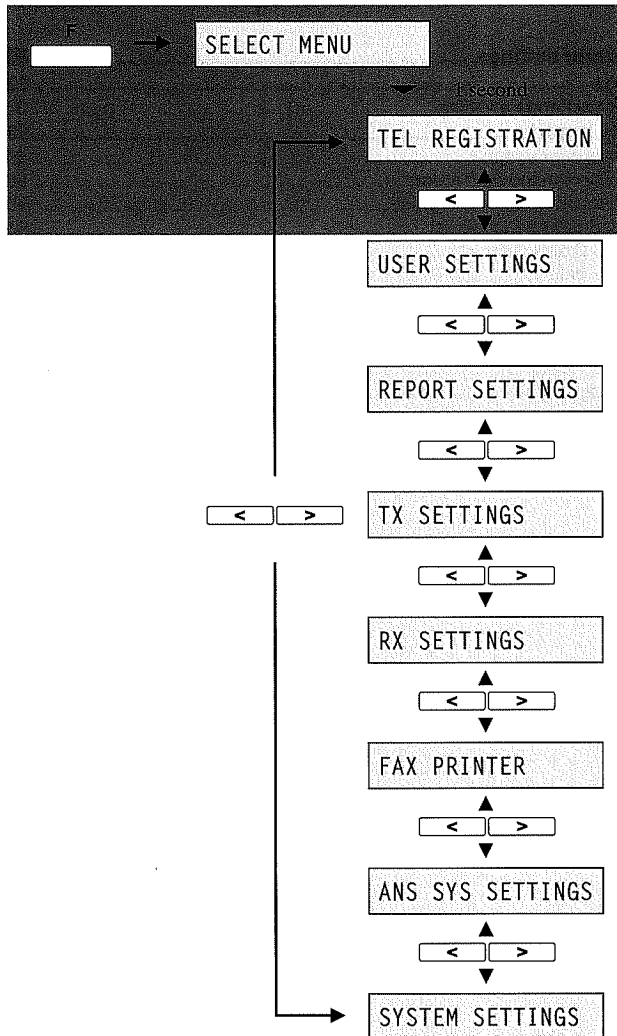 F
SELECT MENU
1 second
TEL REGISTRATION
< >
USER SETTINGS
< >
REPORT SETTINGS
< >
< >
TX SETTINGS
< >
RX SETTINGS
< >
FAX PRINTER
< >
ANS SYS SETTINGS
< >
SYSTEM SETTINGS